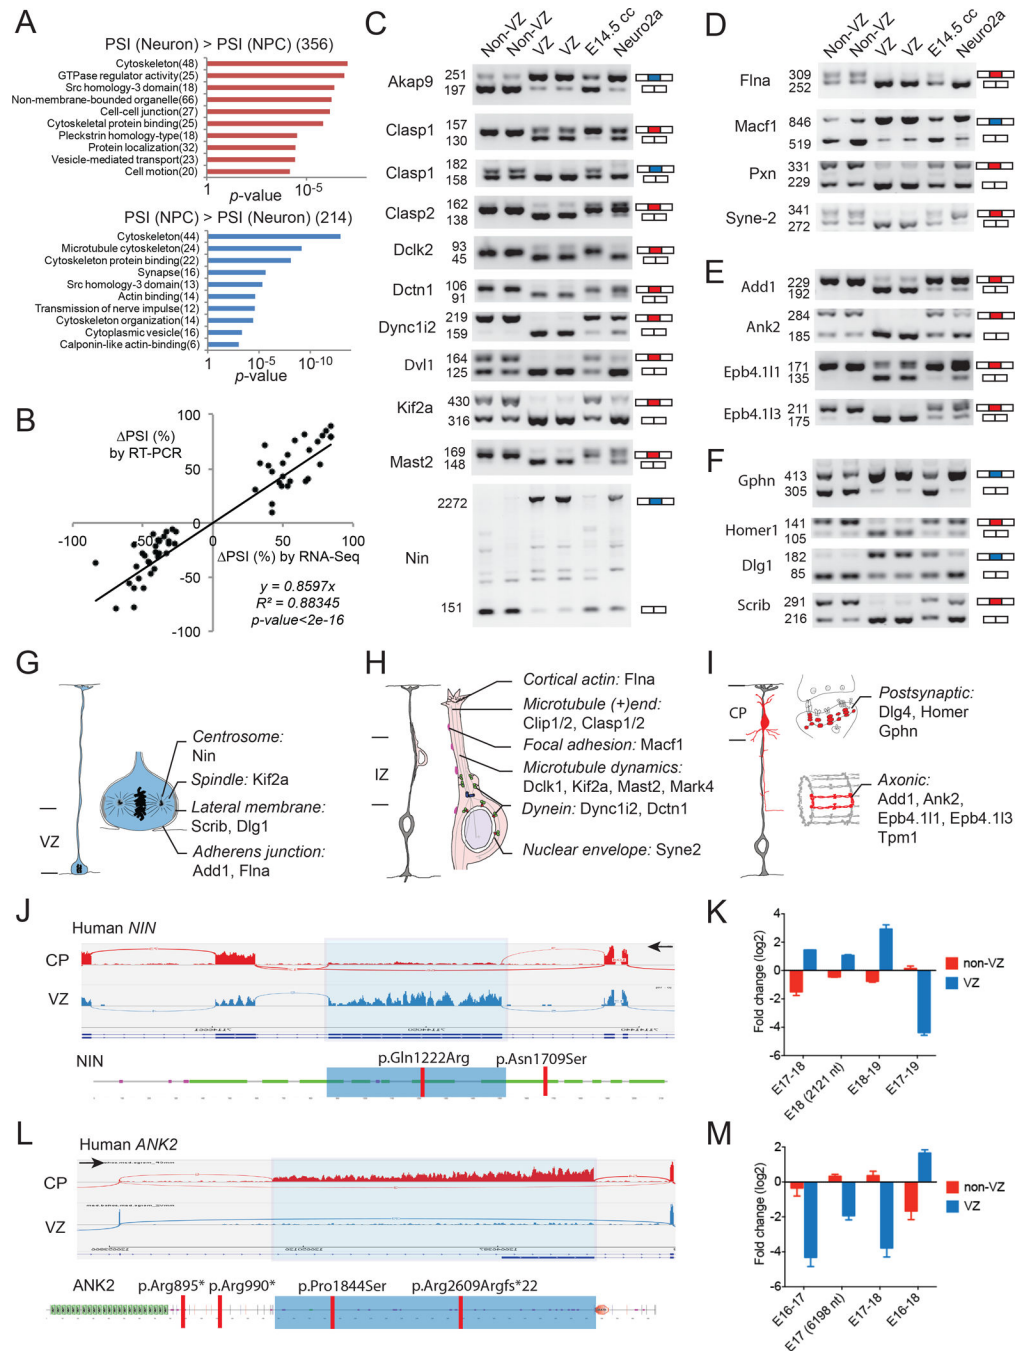 A
PSI (Neuron) > PSI (NPC) (356)
Cytoskeleton(48)
GTPase regulator activity(25)
Src homology-3 domain(18)
Non-membrane-bounded organelle(66)
Cell-cell junction(27)
Cytoskeletal protein binding(25)
Pleckstrin homology-type(18)
Protein localization(32)
Vesicle-mediated transport(23)
Cell motion(20)
1 10-5
p-value
PSI (NPC) > PSI (Neuron) (214)
Cytoskeleton(44)
Microtubule cytoskeleton(24)
Cytoskeleton protein binding(22)
Synapse(16)
Src homology-3 domain(13)
Actin binding(14)
Transmission of nerve impulse(12)
Cytoskeleton organization(14)
Cytoplasmic vesicle(16)
Calponin-like actin-binding(6)
1 10-5 10-10
p-value
B
ΔPSI (%)
by RT-PCR
100
50
-100 -50 0 50 100
ΔPSI (%) by RNA-Seq
-50
-100
y = 0.8597x
R² = 0.88345
p-value<2e-16
C
Non-VZ Non-VZ VZ VZ E14.5 cc Neuro2a
Akap9 251 197
Clasp1 157 130
Clasp1 182 158
Clasp2 162 138
Dclk2 93 45
Dctn1 106 91
Dync1i2 219 159
Dvl1 164 125
Kif2a 430 316
Mast2 169 148
Nin 2272 151
D
Non-VZ Non-VZ VZ VZ E14.5 cc Neuro2a
Flna 309 252
Macf1 846 519
Pxn 331 229
Syne-2 341 272
E
Add1 229 192
Ank2 284 185
Epb4.1l1 171 135
Epb4.1l3 211 175
F
Gphn 413 305
Homer1 141 105
Dlg1 182 85
Scrib 291 216
G
VZ
Centrosome:
Nin
Spindle: Kif2a
Lateral membrane:
Scrib, Dlg1
Adherens junction:
Add1, Flna
H
IZ
Cortical actin: Flna
Microtubule (+)end:
Clip1/2, Clasp1/2
Focal adhesion: Macf1
Microtubule dynamics:
Dclk1, Kif2a, Mast2, Mark4
Dynein: Dync1i2, Dctn1
Nuclear envelope: Syne2
I
CP
Postsynaptic:
Dlg4, Homer
Gphn
Axonic:
Add1, Ank2,
Epb4.1l1, Epb4.1l3
Tpm1
J
Human NIN
CP
VZ
NIN
p.Gln1222Arg
p.Asn1709Ser
K
Fold change (log2)
4
2
0
-2
-4
-6
non-VZ
VZ
E17-18
E18 (2121 nt)
E18-19
E17-19
L
Human ANK2
CP
VZ
ANK2
p.Arg895*
p.Arg990*
p.Pro1844Ser
p.Arg2609Argfs*22
M
Fold change (log2)
2
0
-2
-4
-6
non-VZ
VZ
E16-17
E17 (6198 nt)
E17-18
E16-18